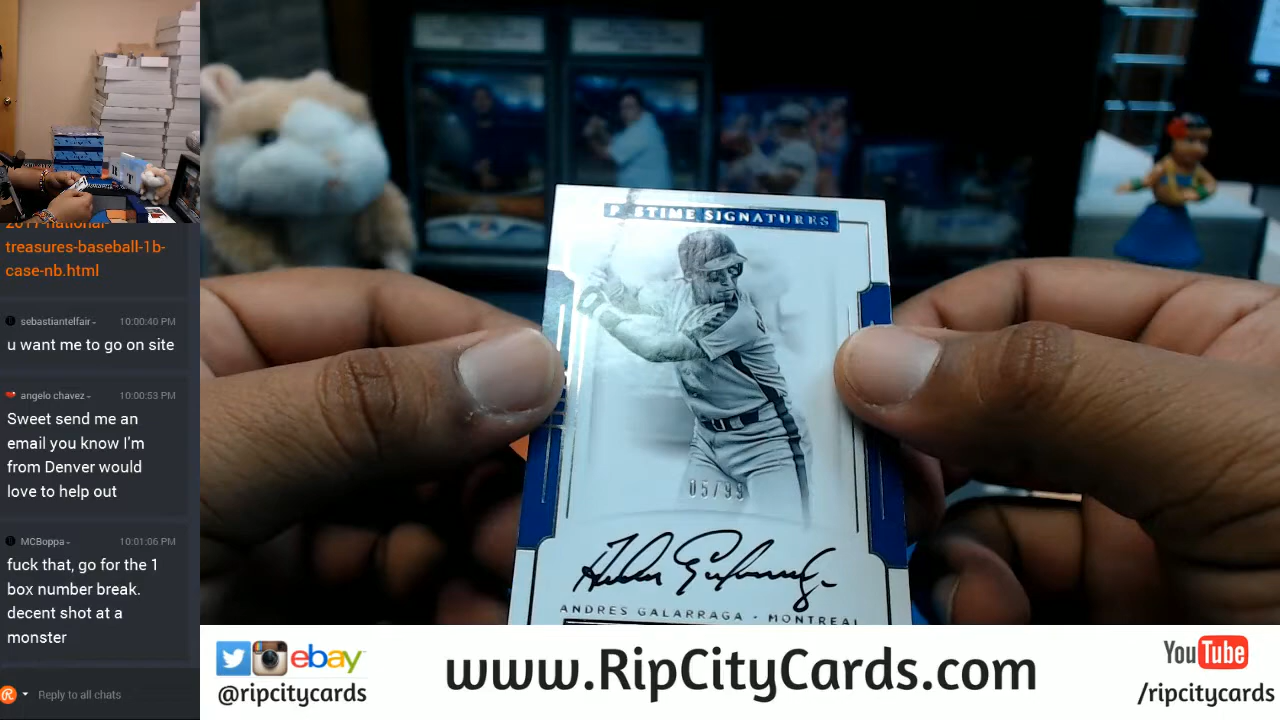 2017-national-
treasures-baseball-1b-
case-nb.html
sebastiantelfair - 10:00:40 PM
u want me to go on site
angelo chavez - 10:00:53 PM
Sweet send me an
email you know I'm
from Denver would
love to help out
MCBoppa - 10:01:06 PM
fuck that, go for the 1
box number break.
decent shot at a
monster
Reply to all chats
PASTIME SIGNATURES
05/99
Andres Galarraga
ANDRES GALARRAGA - MONTREAL
ebay
@ripcitycards
www.RipCityCards.com
YouTube
/ripcitycards